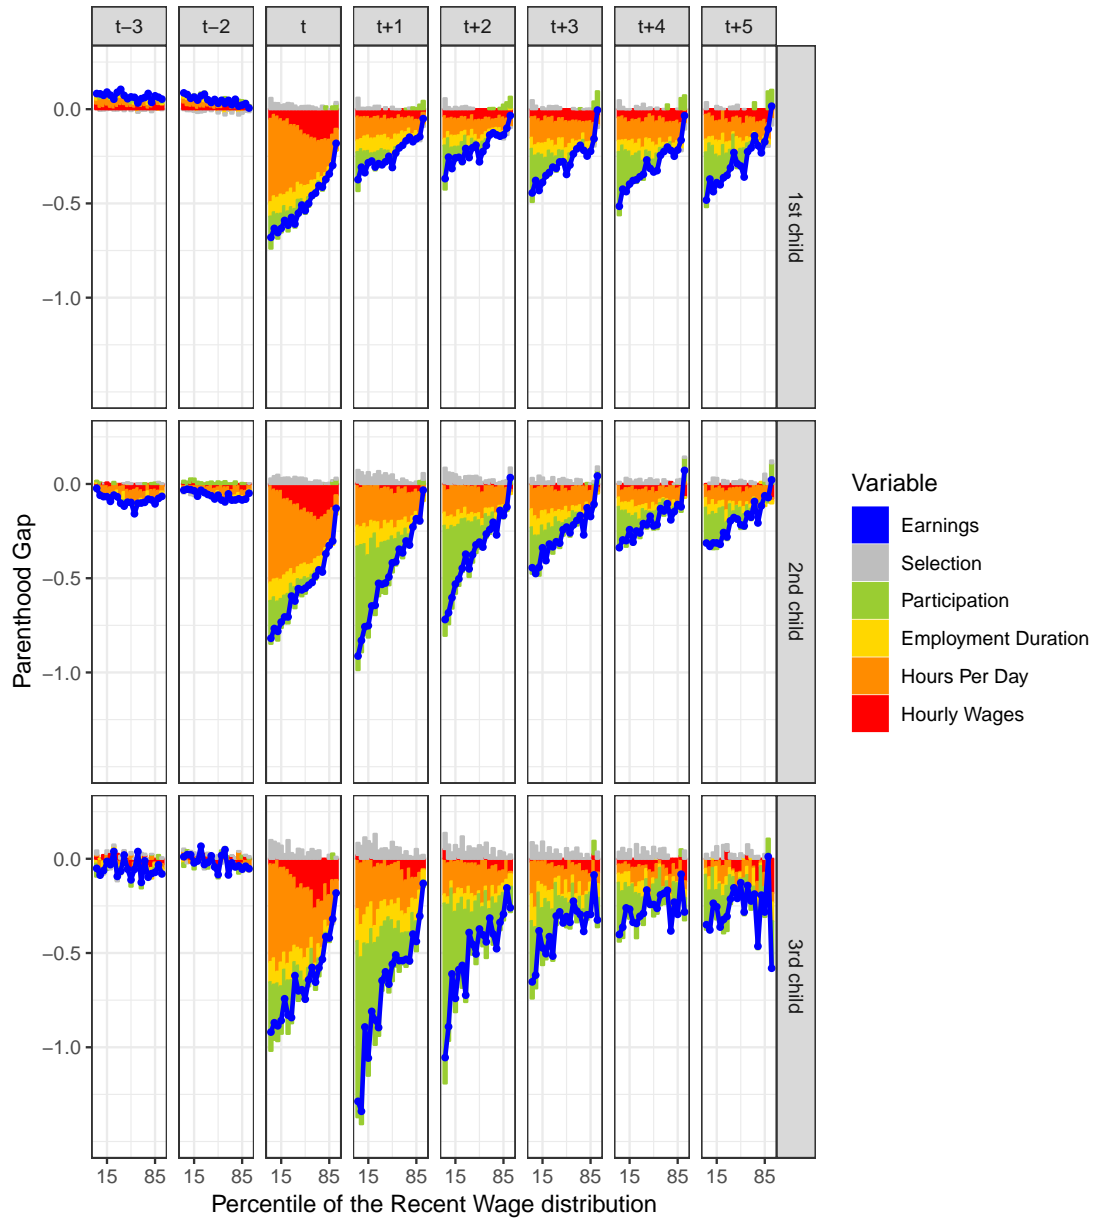 t−3 t−2 t t+1 t+2 t+3 t+4 t+5
0.0
−0.5
−1.0
1st child
0.0
−0.5
−1.0
2nd child
0.0
−0.5
−1.0
3rd child
15 85 15 85 15 85 15 85 15 85 15 85 15 85 15 85
Percentile of the Recent Wage distribution
Parenthood Gap
Variable
Earnings
Selection
Participation
Employment Duration
Hours Per Day
Hourly Wages